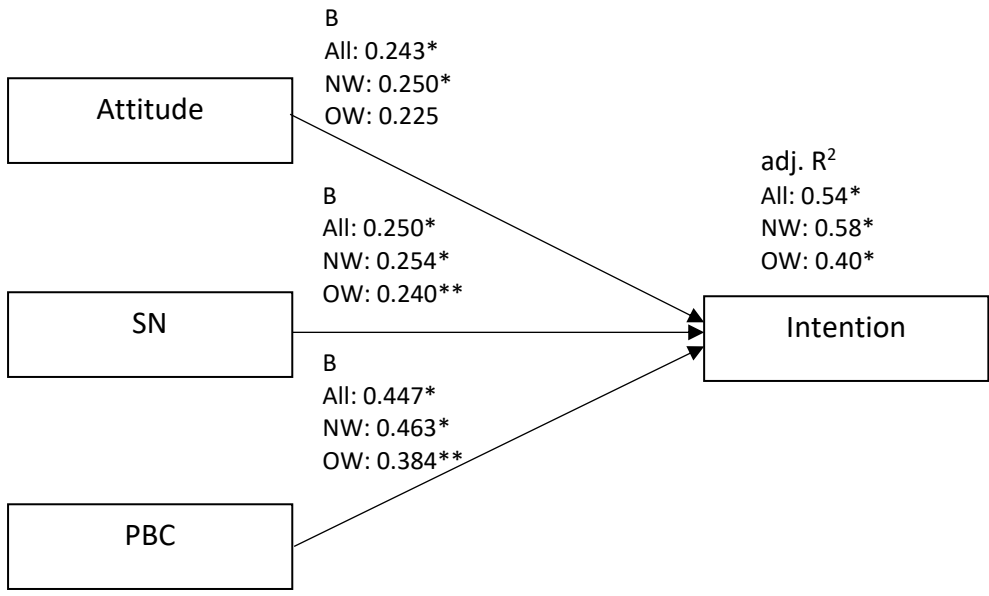 B
All: 0.243*
NW: 0.250*
OW: 0.225
Attitude
adj. R²
All: 0.54*
NW: 0.58*
OW: 0.40*
B
All: 0.250*
NW: 0.254*
OW: 0.240**
SN
Intention
B
All: 0.447*
NW: 0.463*
OW: 0.384**
PBC